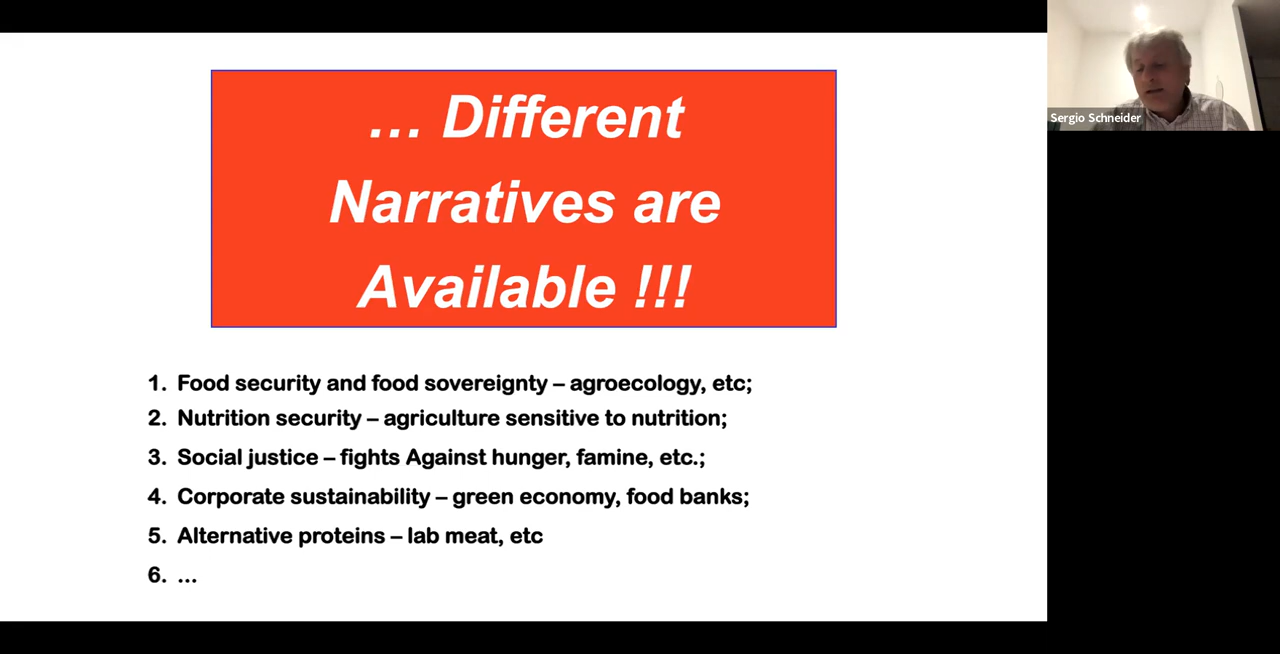 ... Different
Narratives are
Available !!!
1. Food security and food sovereignty – agroecology, etc;
2. Nutrition security – agriculture sensitive to nutrition;
3. Social justice – fights Against hunger, famine, etc.;
4. Corporate sustainability – green economy, food banks;
5. Alternative proteins – lab meat, etc
6. ...
Sergio Schneider